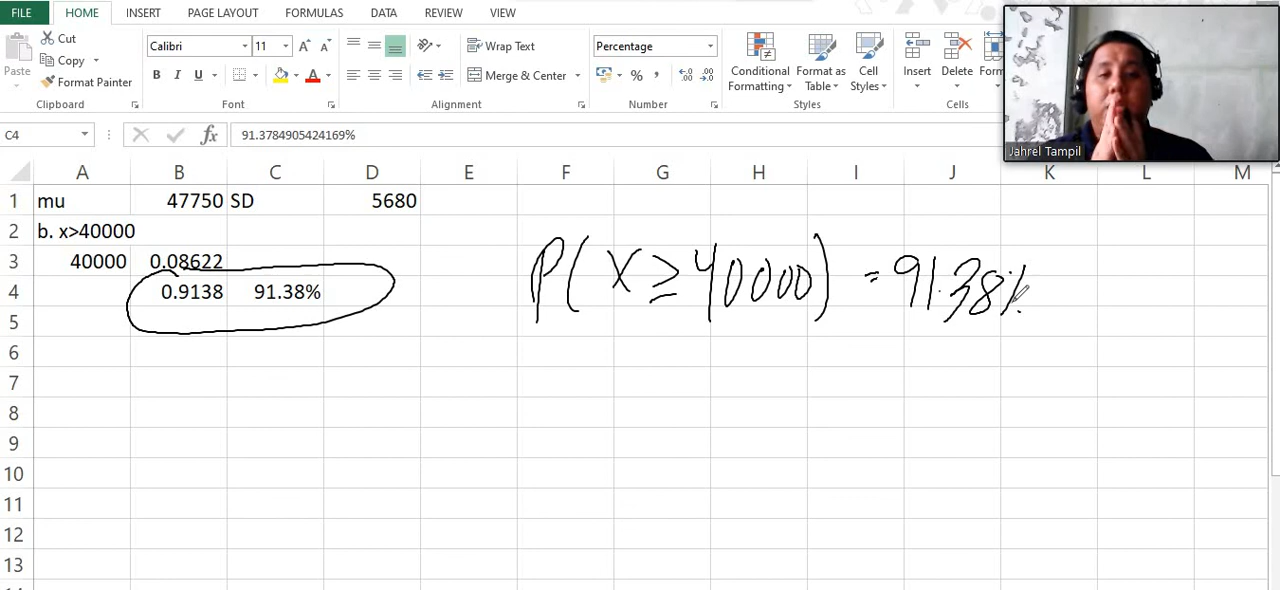 FILE HOME INSERT PAGE LAYOUT FORMULAS DATA REVIEW VIEW
Cut
Copy
Format Painter
Paste
Clipboard
Calibri 11 A A
B I U A
Font
Wrap Text
Merge & Center
Alignment
Percentage
% , .00 .0
Number
Conditional Formatting
Format as Table
Cell Styles
Styles
Insert Delete Form
Cells
Jahrel Tampil
C4 fx 91.3784905424169%
A B C D E F G H I J K L M
1 mu 47750 SD 5680
2 b. x>40000
3 40000 0.08622
4 0.9138 91.38%
P(X≥40000) = 91.38%
5
6
7
8
9
10
11
12
13